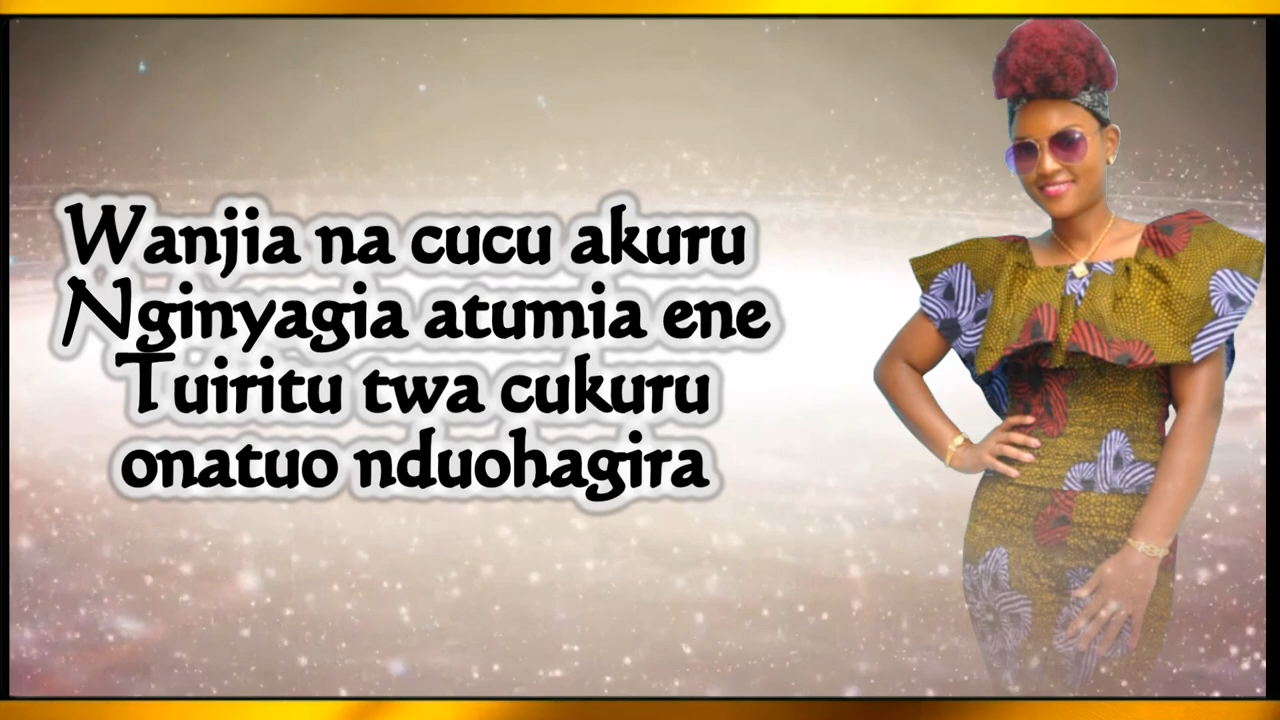 Wanjia na cucu akuru
Nginyagia atumia ene
Tuiritu twa cukuru
onatuo nduohagira